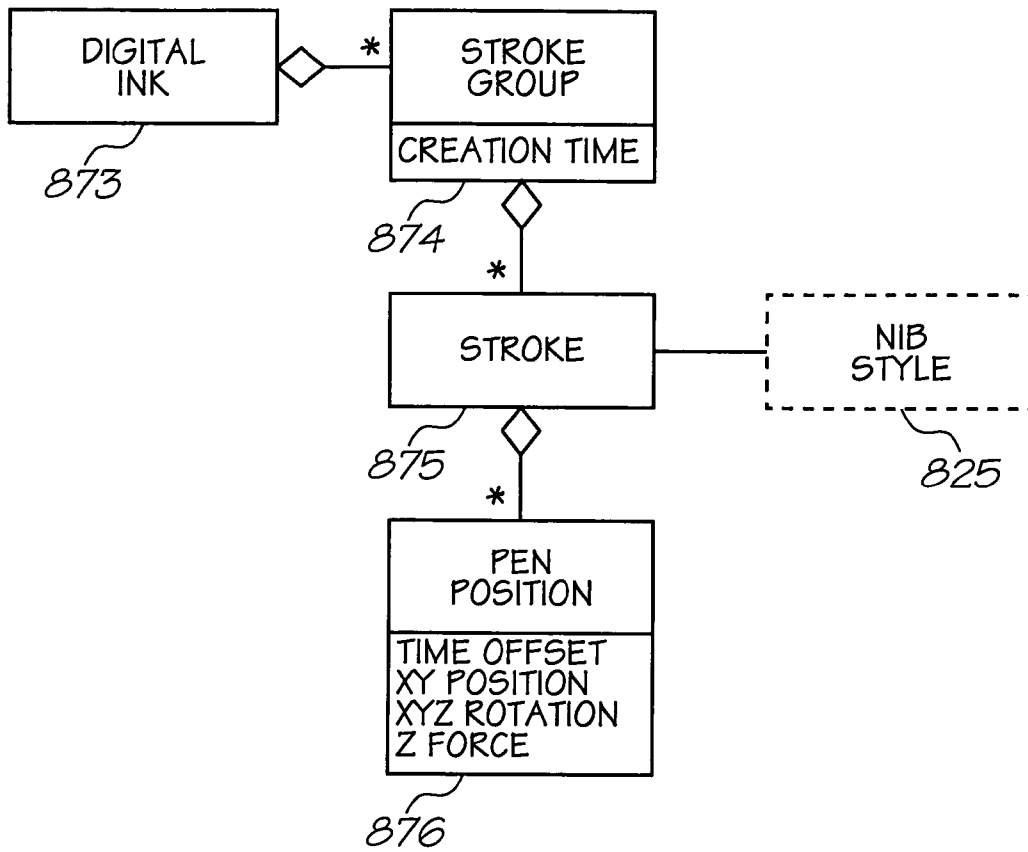 DIGITAL
INK
873
*
STROKE
GROUP
CREATION TIME
874
*
STROKE
875
NIB
STYLE
825
*
PEN
POSITION
TIME OFFSET
XY POSITION
XYZ ROTATION
Z FORCE
876